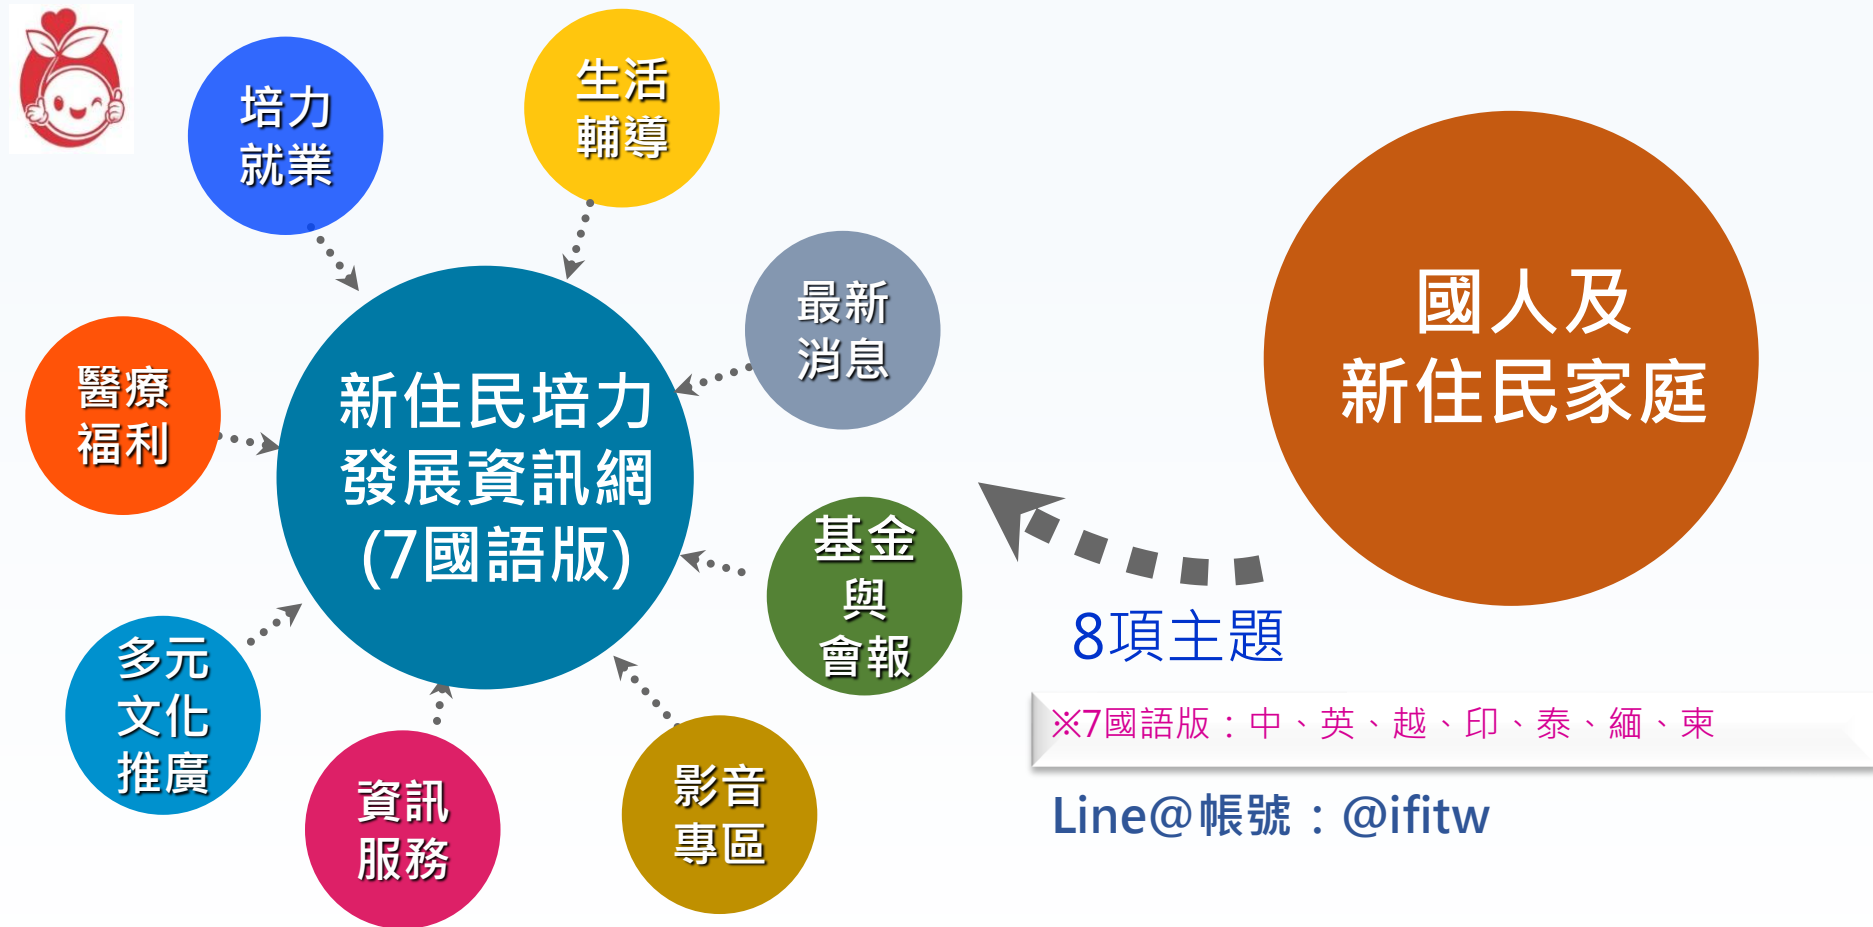 培力
就業
生活
輔導
最新
消息
醫療
福利
新住民培力
發展資訊網
(7國語版)
基金
與
會報
多元
文化
推廣
資訊
服務
影音
專區
國人及
新住民家庭
8項主題
※7國語版：中、英、越、印、泰、緬、柬
Line@帳號：@ifitw